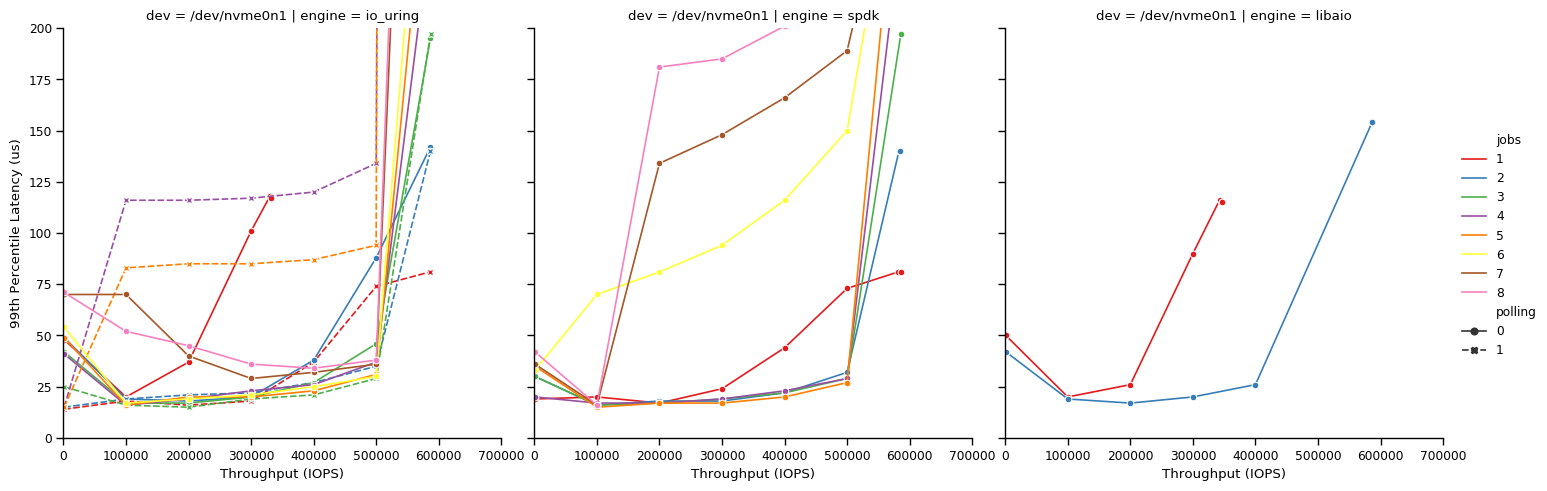 dev = /dev/nvme0n1 | engine = io_uring
dev = /dev/nvme0n1 | engine = spdk
dev = /dev/nvme0n1 | engine = libaio
99th Percentile Latency (us)
200
175
150
125
100
75
50
25
0
0 100000 200000 300000 400000 500000 600000 700000
Throughput (IOPS)
0 100000 200000 300000 400000 500000 600000 700000
Throughput (IOPS)
0 100000 200000 300000 400000 500000 600000 700000
Throughput (IOPS)
jobs
1
2
3
4
5
6
7
8
polling
0
1